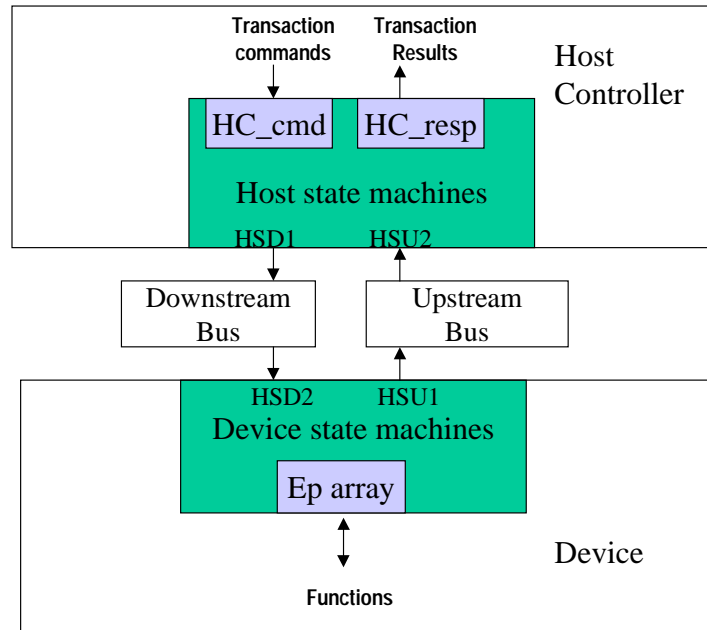 Transaction
commands
Transaction
Results
Host
Controller
HC_cmd
HC_resp
Host state machines
HSD1
HSU2
Downstream
Bus
Upstream
Bus
HSD2
HSU1
Device state machines
Ep array
Device
Functions